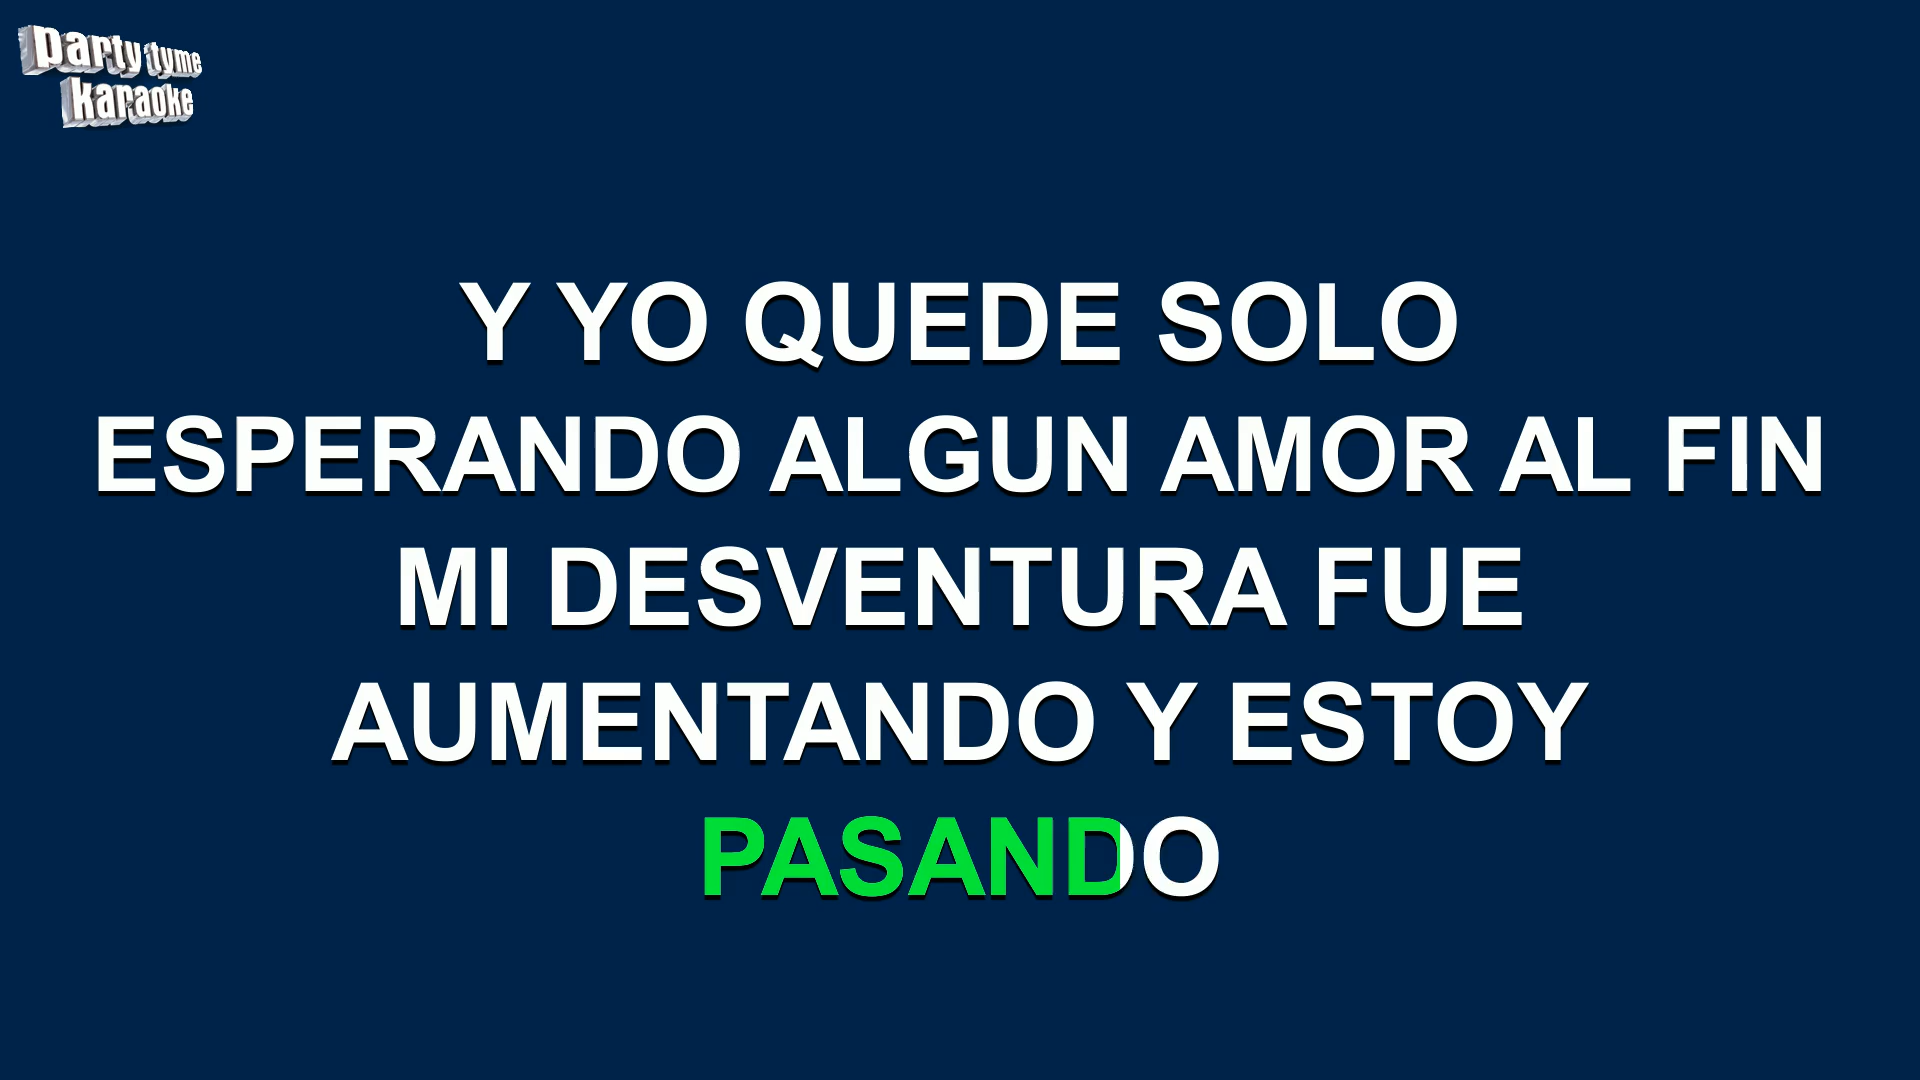 party tyme
karaoke
Y YO QUEDE SOLO
ESPERANDO ALGUN AMOR AL FIN
MI DESVENTURA FUE
AUMENTANDO Y ESTOY
PASANDO